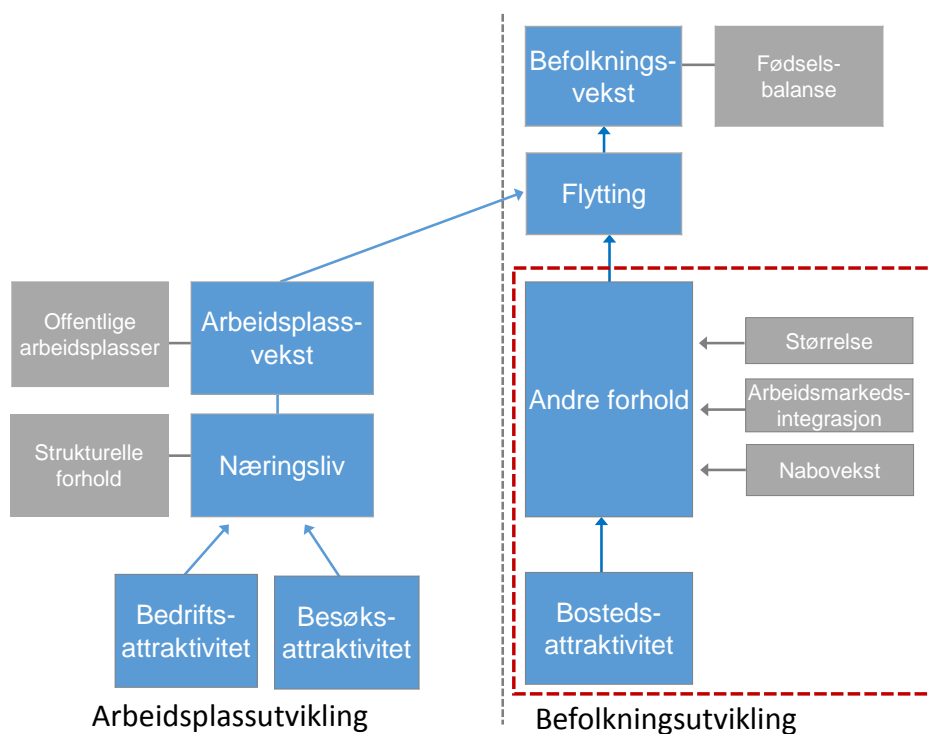 Befolknings-
vekst
Fødsels-
balanse
Flytting
Offentlige
arbeidsplasser
Arbeidsplass-
vekst
Strukturelle
forhold
Næringsliv
Bedrifts-
attraktivitet
Besøks-
attraktivitet
Arbeidsplassutvikling
Andre forhold
Størrelse
Arbeidsmarkeds-
integrasjon
Nabovekst
Bosteds-
attraktivitet
Befolkningsutvikling